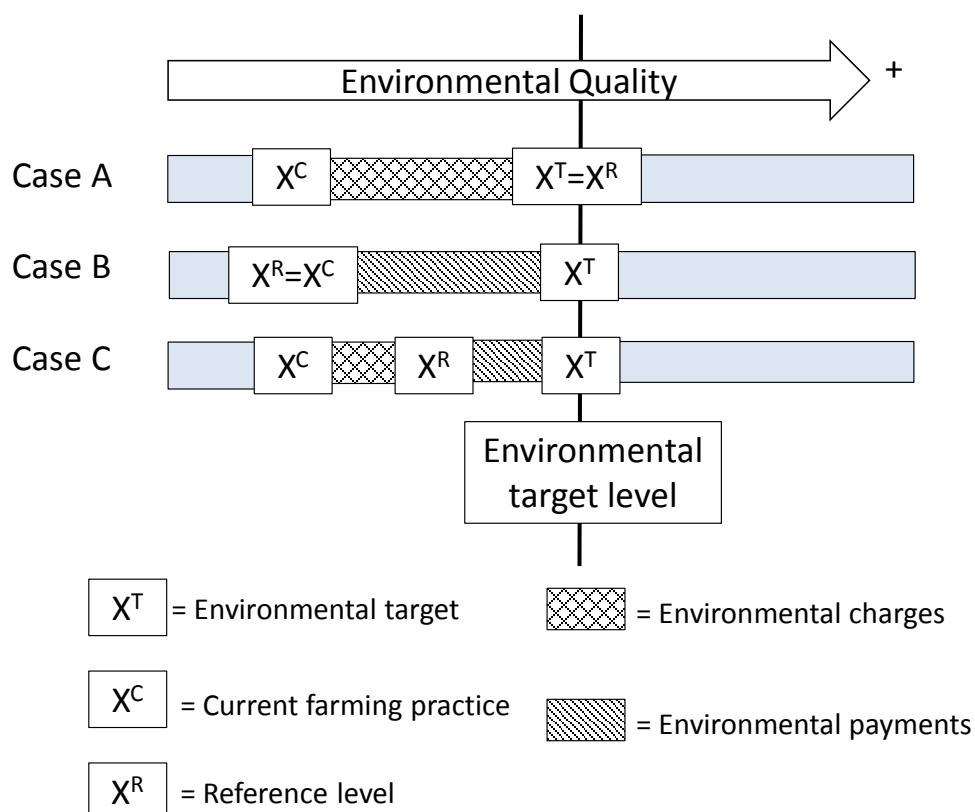 +
Environmental Quality
Case A
X^C
X^T=X^R
Case B
X^R=X^C
X^T
Case C
X^C
X^R
X^T
Environmental
target level
X^T = Environmental target
= Environmental charges
X^C = Current farming practice
= Environmental payments
X^R = Reference level